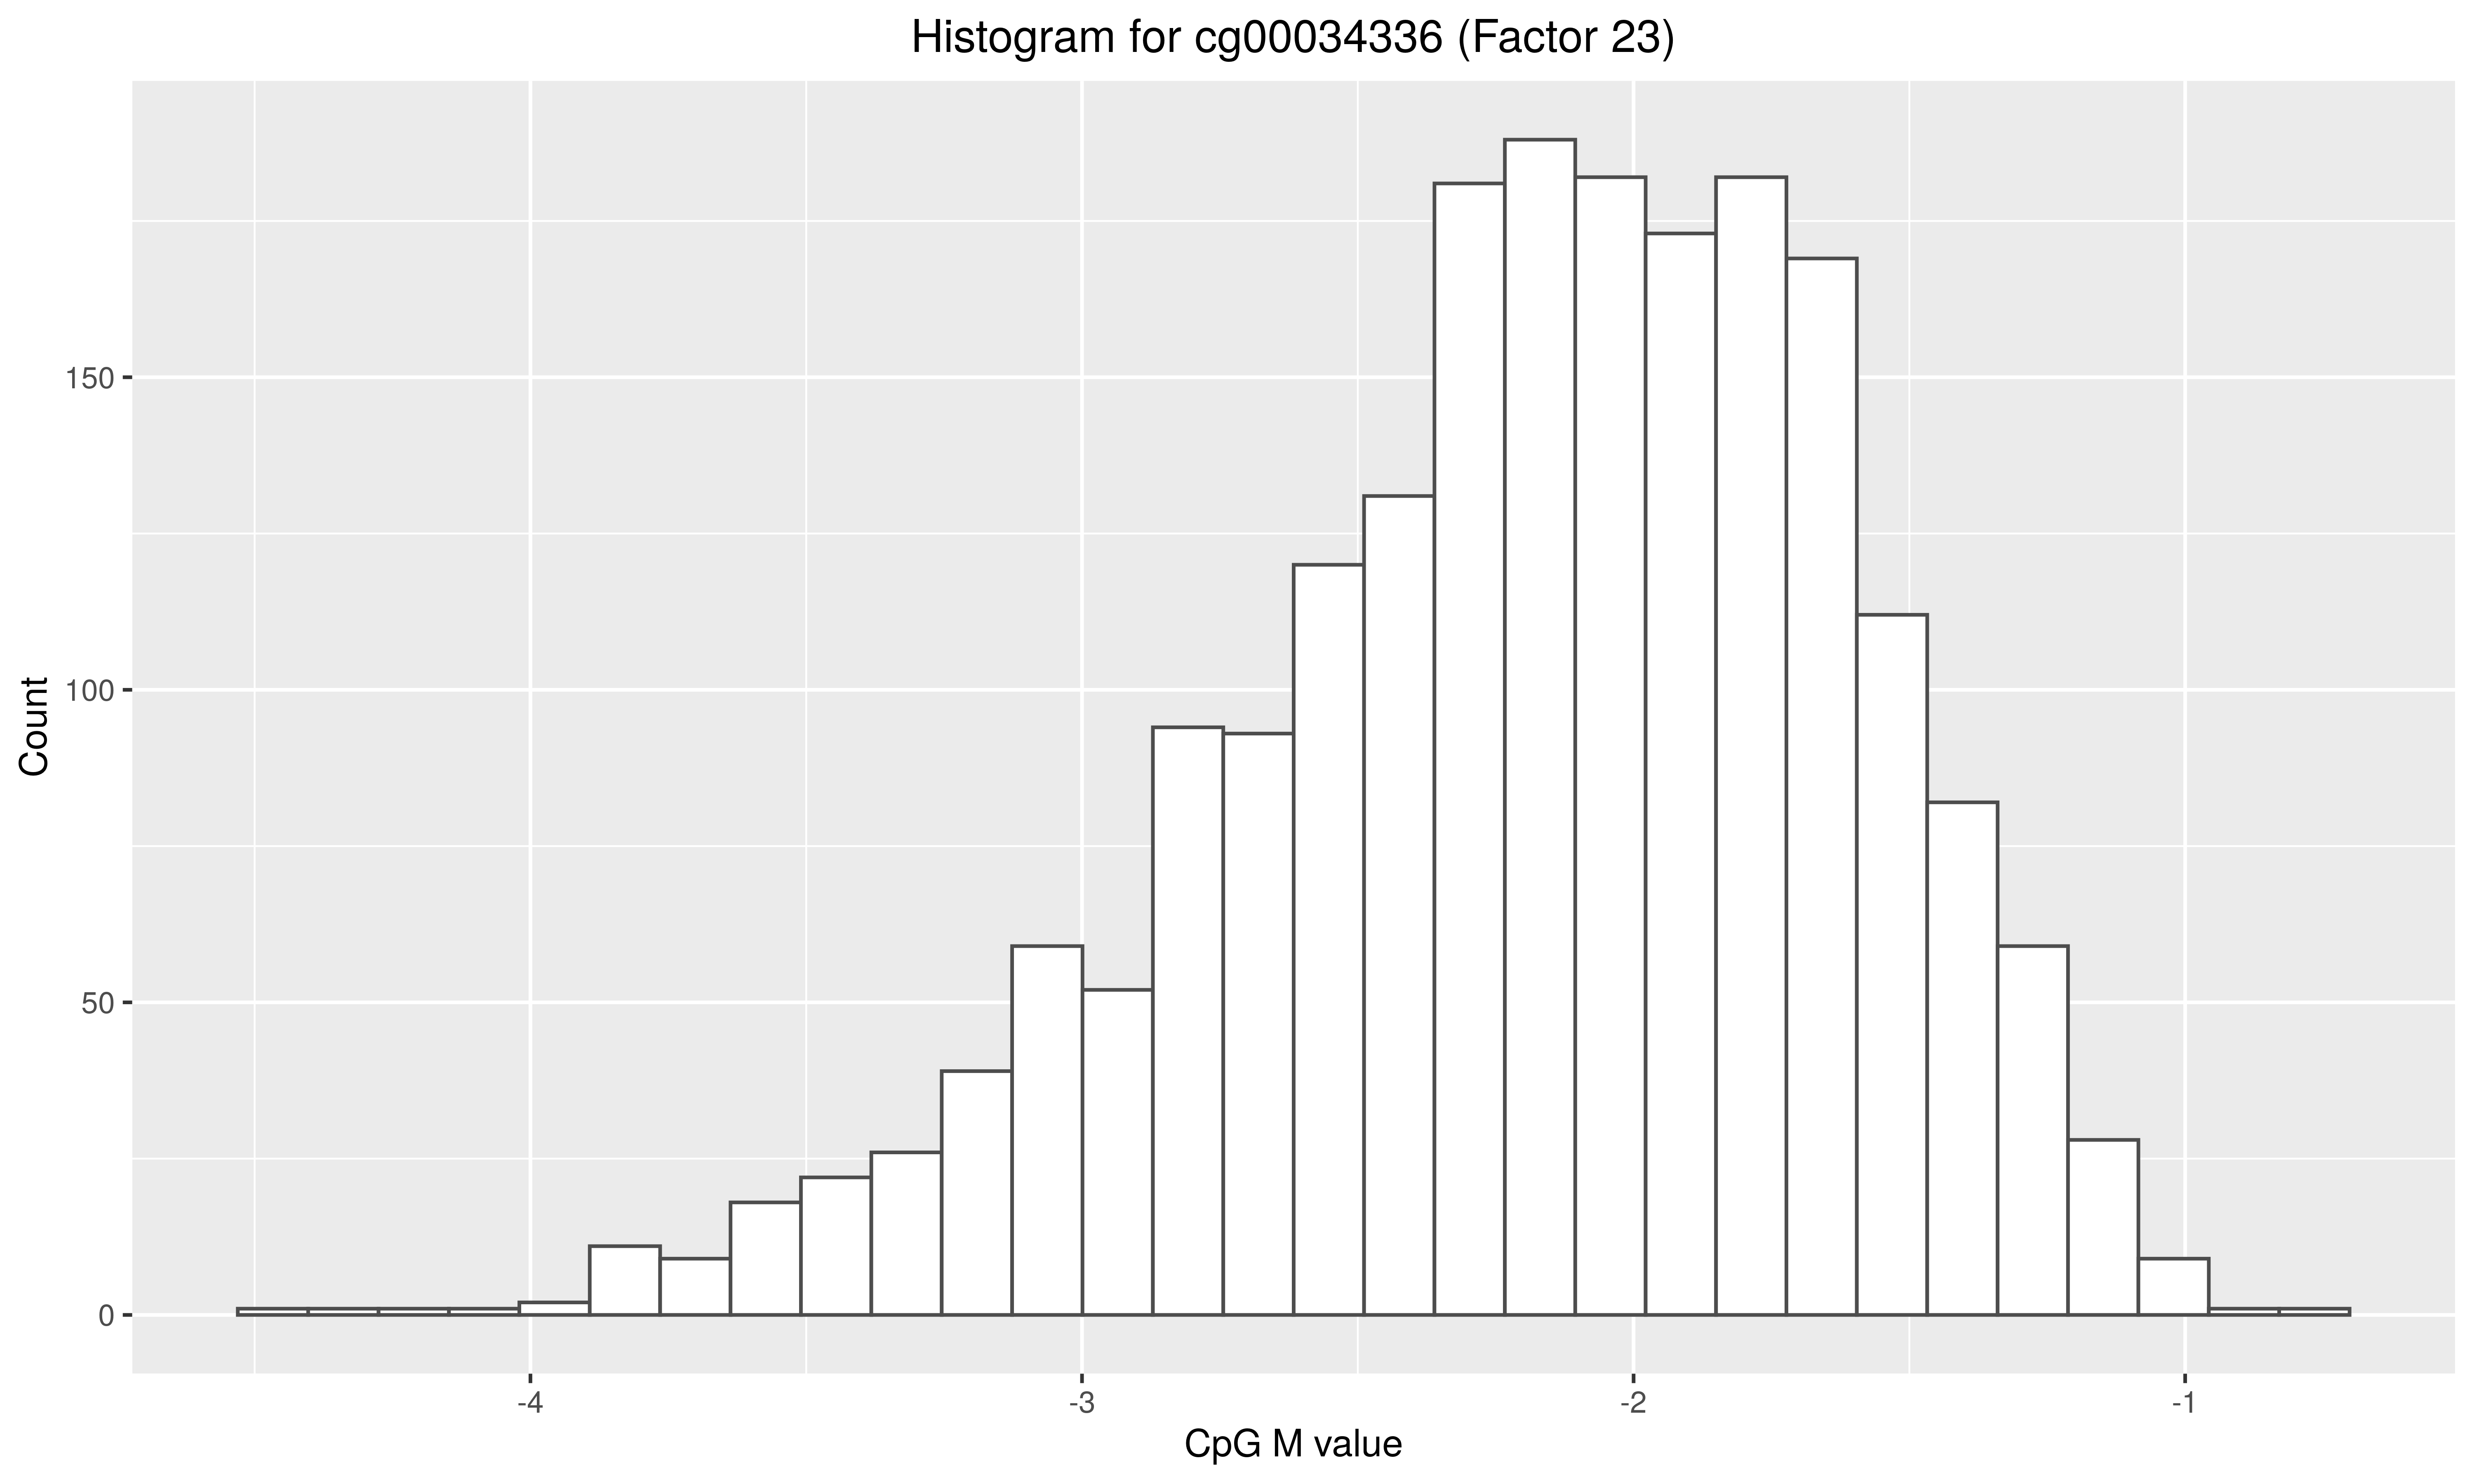 Histogram for cg00034336 (Factor 23)
150
100
50
0
Count
-4 -3 -2 -1
CpG M value